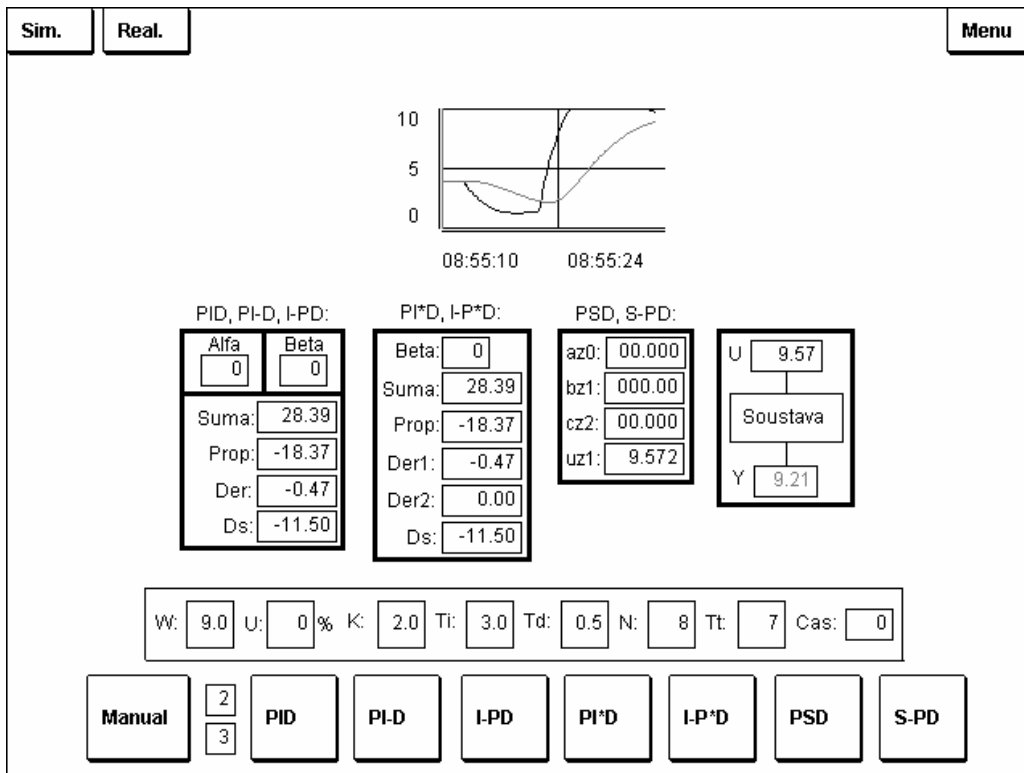 Sim. Real. Menu
10
5
0
08:55:10 08:55:24
PID, PI-D, I-PD:
Alfa Beta
0 0
Suma: 28.39
Prop: -18.37
Der: -0.47
Ds: -11.50
PI*D, I-P*D:
Beta: 0
Suma: 28.39
Prop: -18.37
Der1: -0.47
Der2: 0.00
Ds: -11.50
PSD, S-PD:
az0: 00.000
bz1: 000.00
cz2: 00.000
uz1: 9.572
U 9.57
Soustava
Y 9.21
W: 9.0 U: 0 % K: 2.0 Ti: 3.0 Td: 0.5 N: 8 Tt: 7 Cas: 0
Manual 2 3 PID PI-D I-PD PI*D I-P*D PSD S-PD